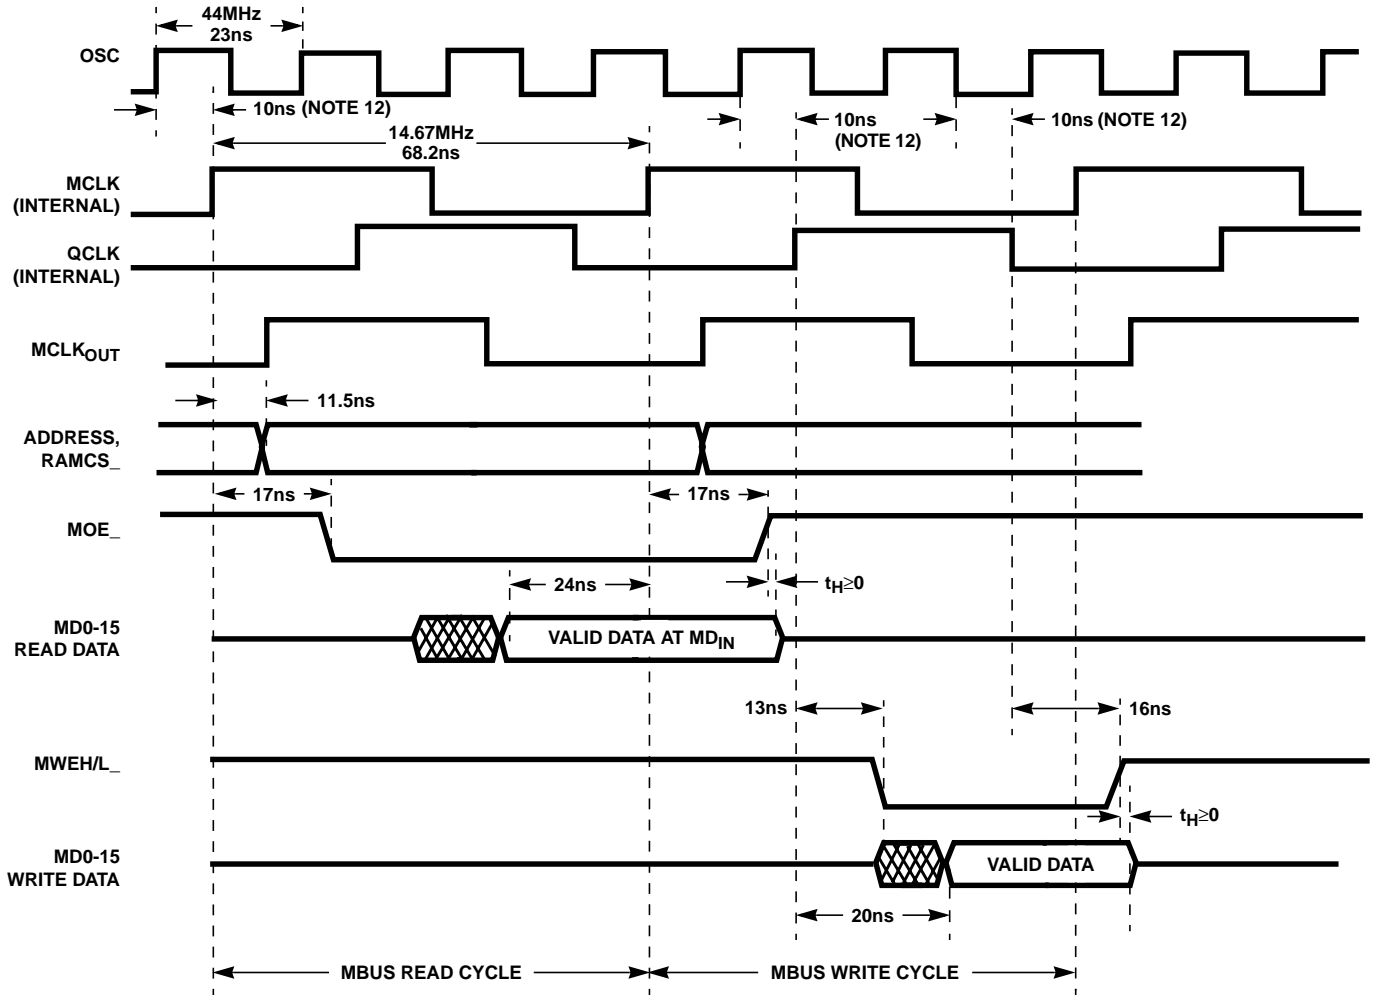 44MHz
23ns
OSC
10ns (NOTE 12)
10ns
(NOTE 12)
10ns (NOTE 12)
14.67MHz
68.2ns
MCLK
(INTERNAL)
QCLK
(INTERNAL)
MCLKOUT
11.5ns
ADDRESS,
RAMCS_
17ns
17ns
MOE_
24ns
tH≥0
MD0-15
READ DATA
VALID DATA AT MDIN
13ns
16ns
MWEH/L_
tH≥0
MD0-15
WRITE DATA
VALID DATA
20ns
MBUS READ CYCLE
MBUS WRITE CYCLE